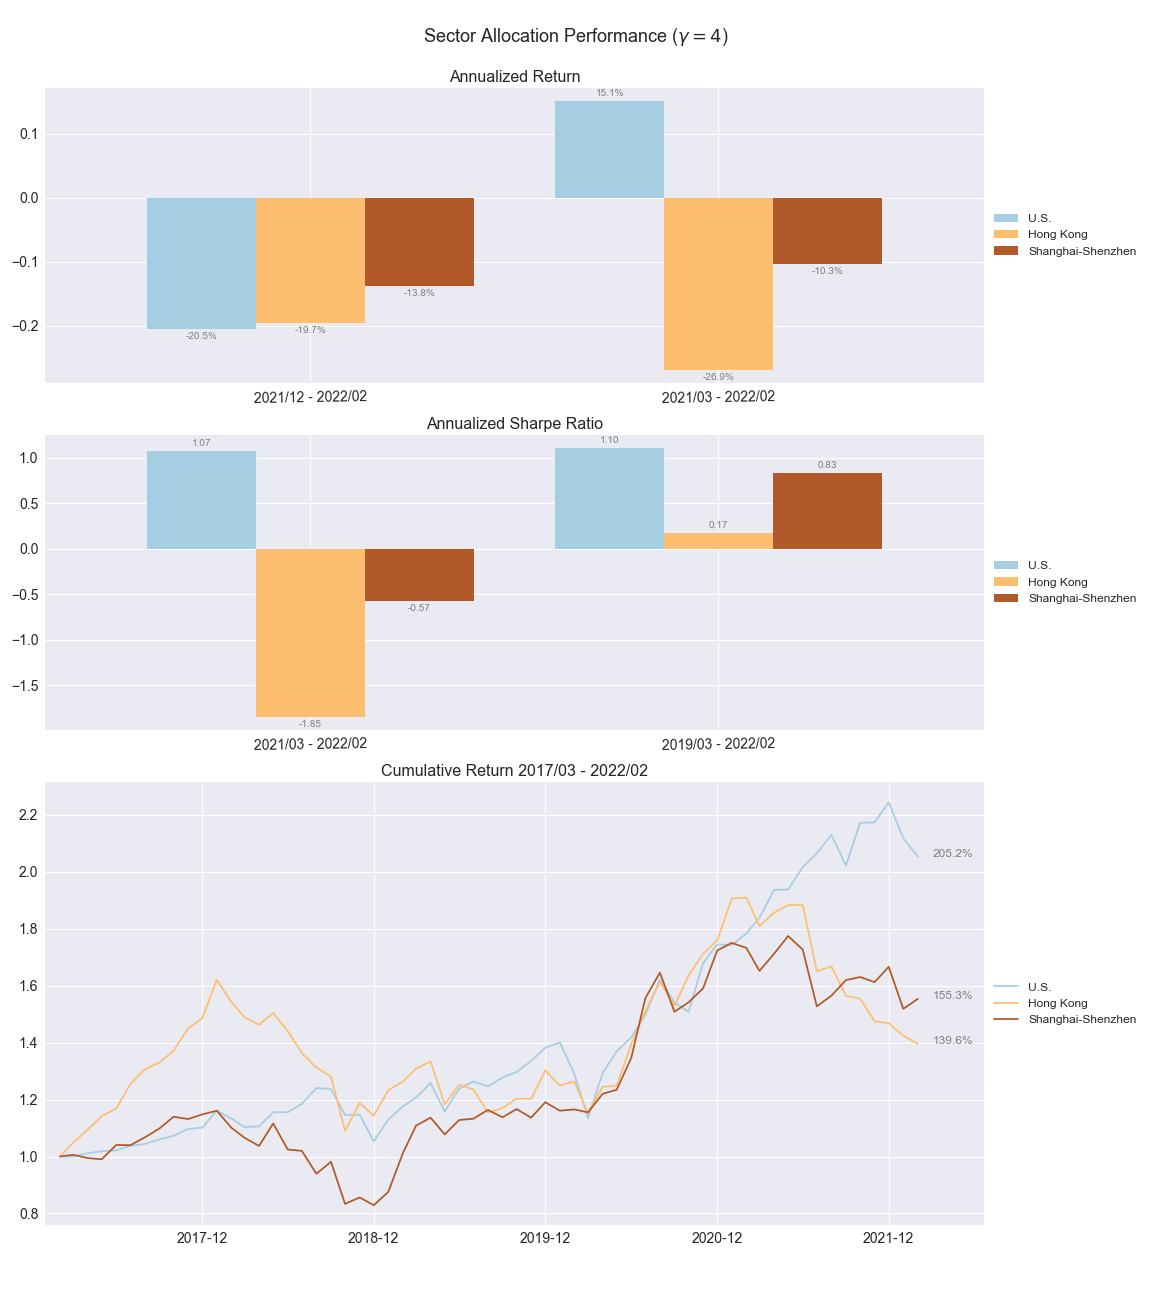 Sector Allocation Performance (γ = 4)
Annualized Return
15.1%
0.1
0.0
−0.1
−0.2
-20.5%
-19.7%
-13.8%
-26.9%
-10.3%
2021/12 - 2022/02
2021/03 - 2022/02
U.S.
Hong Kong
Shanghai-Shenzhen
Annualized Sharpe Ratio
1.07
1.10
0.83
0.17
1.0
0.5
0.0
−0.5
−1.0
−1.5
-0.57
-1.85
2021/03 - 2022/02
2019/03 - 2022/02
U.S.
Hong Kong
Shanghai-Shenzhen
Cumulative Return 2017/03 - 2022/02
2.2
2.0
1.8
1.6
1.4
1.2
1.0
0.8
205.2%
155.3%
139.6%
2017-12
2018-12
2019-12
2020-12
2021-12
U.S.
Hong Kong
Shanghai-Shenzhen